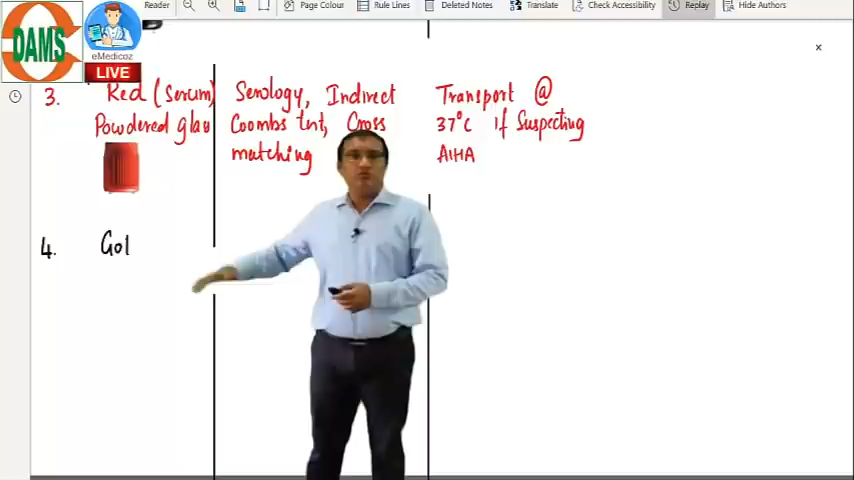 Reader
Page Colour
Rule Lines
Deleted Notes
Translate
Check Accessibility
Replay
Hide Authors
DAMS
eMedicoz
LIVE
3. Red (Serum) Serology, Indirect Transport @
Powdered glass Coombs test, Cross 37°C if Suspecting
matching AIHA
4. Gol